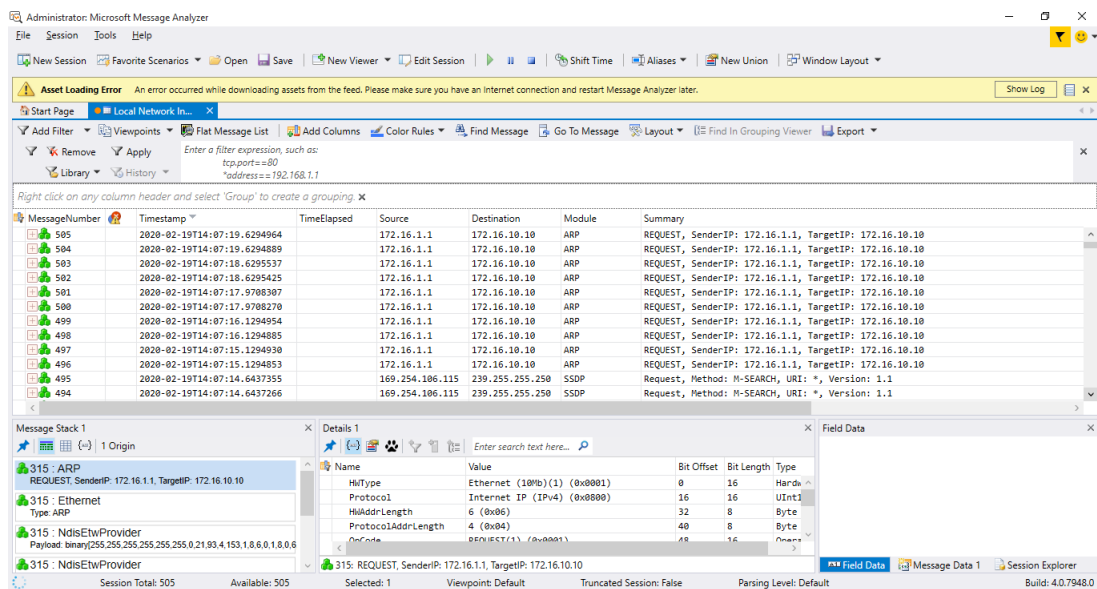 Administrator: Microsoft Message Analyzer
File Session Tools Help
New Session Favorite Scenarios Open Save New Viewer Edit Session Shift Time Aliases New Union Window Layout
Asset Loading Error An error occurred while downloading assets from the feed. Please make sure you have an Internet connection and restart Message Analyzer later. Show Log
Start Page Local Network In...
Add Filter Viewpoints Flat Message List Add Columns Color Rules Find Message Go To Message Layout Find In Grouping Viewer Export
Remove Apply Enter a filter expression, such as:
tcp.port==80
Library History *address==192.168.1.1
Right click on any column header and select 'Group' to create a grouping.
MessageNumber Timestamp TimeElapsed Source Destination Module Summary
505 2020-02-19T14:07:19.6294964 172.16.1.1 172.16.10.10 ARP REQUEST, SenderIP: 172.16.1.1, TargetIP: 172.16.10.10
504 2020-02-19T14:07:19.6294889 172.16.1.1 172.16.10.10 ARP REQUEST, SenderIP: 172.16.1.1, TargetIP: 172.16.10.10
503 2020-02-19T14:07:18.6295537 172.16.1.1 172.16.10.10 ARP REQUEST, SenderIP: 172.16.1.1, TargetIP: 172.16.10.10
502 2020-02-19T14:07:18.6295425 172.16.1.1 172.16.10.10 ARP REQUEST, SenderIP: 172.16.1.1, TargetIP: 172.16.10.10
501 2020-02-19T14:07:17.9708307 172.16.1.1 172.16.10.10 ARP REQUEST, SenderIP: 172.16.1.1, TargetIP: 172.16.10.10
500 2020-02-19T14:07:17.9708270 172.16.1.1 172.16.10.10 ARP REQUEST, SenderIP: 172.16.1.1, TargetIP: 172.16.10.10
499 2020-02-19T14:07:16.1294954 172.16.1.1 172.16.10.10 ARP REQUEST, SenderIP: 172.16.1.1, TargetIP: 172.16.10.10
498 2020-02-19T14:07:16.1294885 172.16.1.1 172.16.10.10 ARP REQUEST, SenderIP: 172.16.1.1, TargetIP: 172.16.10.10
497 2020-02-19T14:07:15.1294930 172.16.1.1 172.16.10.10 ARP REQUEST, SenderIP: 172.16.1.1, TargetIP: 172.16.10.10
496 2020-02-19T14:07:15.1294853 172.16.1.1 172.16.10.10 ARP REQUEST, SenderIP: 172.16.1.1, TargetIP: 172.16.10.10
495 2020-02-19T14:07:14.6437355 169.254.106.115 239.255.255.250 SSDP Request, Method: M-SEARCH, URI: *, Version: 1.1
494 2020-02-19T14:07:14.6437266 169.254.106.115 239.255.255.250 SSDP Request, Method: M-SEARCH, URI: *, Version: 1.1
Message Stack 1
1 Origin
315 : ARP
REQUEST, SenderIP: 172.16.1.1, TargetIP: 172.16.10.10
315 : Ethernet
Type: ARP
315 : NdisEtwProvider
Payload: binary[255,255,255,255,255,255,0,21,93,4,153,1,8,6,0,1,8,0,6
315 : NdisEtwProvider
Details 1
Enter search text here...
Name Value Bit Offset Bit Length Type
HWType Ethernet (10Mb)(1) (0x0001) 0 16 Hardw
Protocol Internet IP (IPv4) (0x0800) 16 16 UInt1
HWAddrLength 6 (0x06) 32 8 Byte
ProtocolAddrLength 4 (0x04) 40 8 Byte
OpCode REQUEST(1) (0x0001) 48 16 Opera
315: REQUEST, SenderIP: 172.16.1.1, TargetIP: 172.16.10.10
Field Data
Field Data Message Data 1 Session Explorer
Session Total: 505 Available: 505 Selected: 1 Viewpoint: Default Truncated Session: False Parsing Level: Default Build: 4.0.7948.0